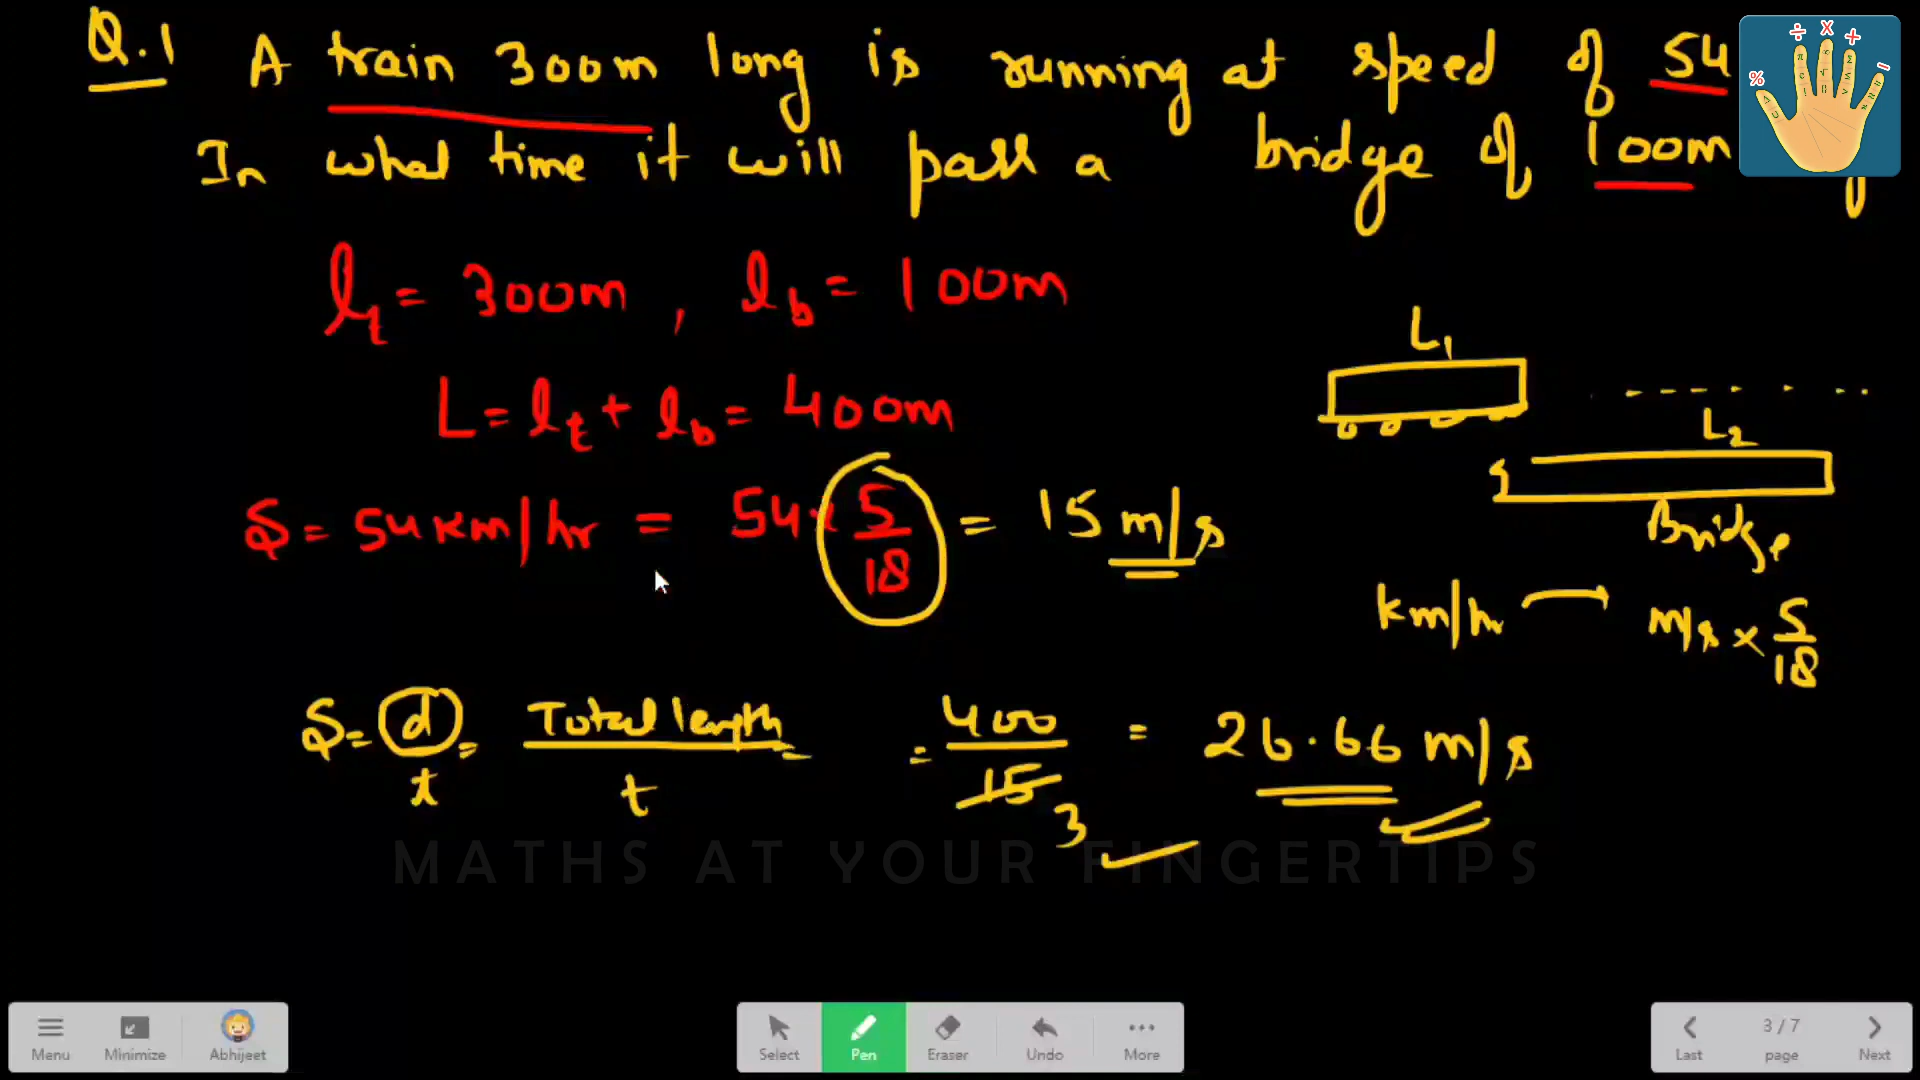 Q.1 A train 300m long is running at speed of 54
In what time it will pass a bridge of 100m
÷ x +
% −
lt = 300m , lb = 100m
L1
L = lt + lb = 400m
L2
S = 54 km/hr = 54 × 5/18 = 15 m/s
Bridge
km/hr → m/s × 5/18
S = d/t = Total length/t = 400/15 = 26.66 m/s
3
MATHS AT YOUR FINGERTIPS
Menu Minimize Abhijeet Select Pen Eraser Undo More Last 3 / 7 page Next